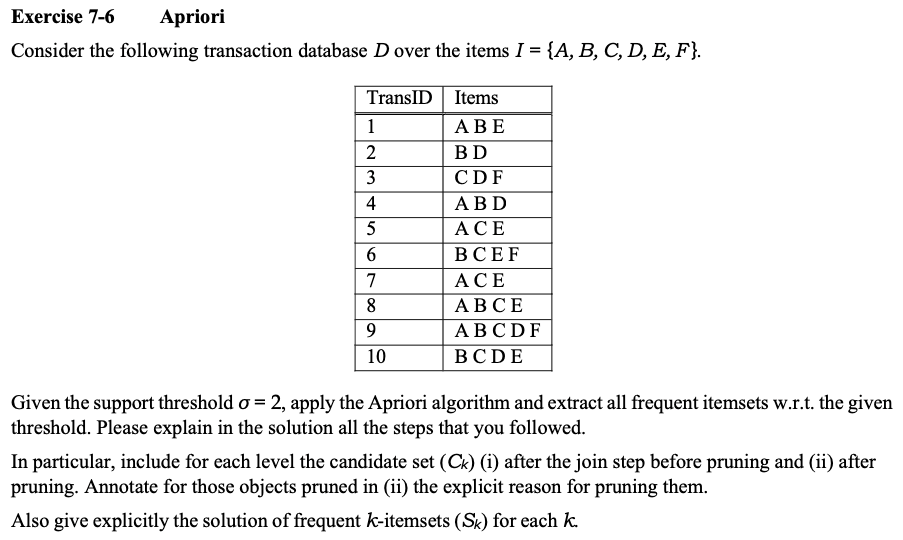 Exercise 7-6 Apriori
Consider the following transaction database D over the items I = {A, B, C, D, E, F}.
TransID Items
1 A B E
2 B D
3 C D F
4 A B D
5 A C E
6 B C E F
7 A C E
8 A B C E
9 A B C D F
10 B C D E
Given the support threshold σ = 2, apply the Apriori algorithm and extract all frequent itemsets w.r.t. the given
threshold. Please explain in the solution all the steps that you followed.
In particular, include for each level the candidate set (Ck) (i) after the join step before pruning and (ii) after
pruning. Annotate for those objects pruned in (ii) the explicit reason for pruning them.
Also give explicitly the solution of frequent k-itemsets (Sk) for each k.